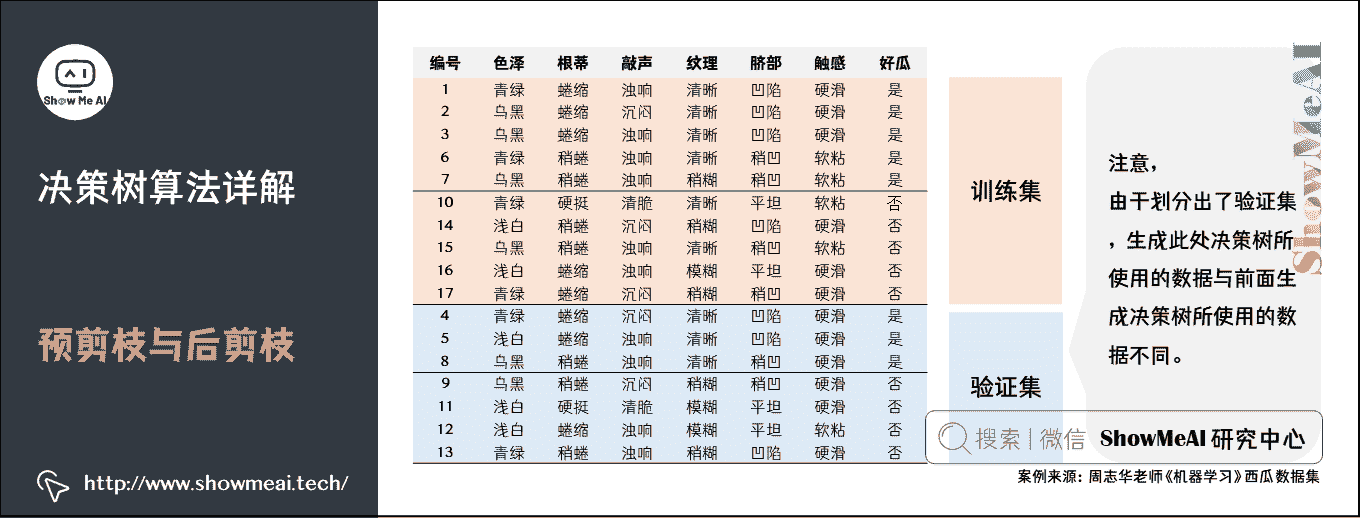 Show Me AI
决策树算法详解
预剪枝与后剪枝
http://www.showmeai.tech/
编号 色泽 根蒂 敲声 纹理 脐部 触感 好瓜
1 青绿 蜷缩 浊响 清晰 凹陷 硬滑 是
2 乌黑 蜷缩 沉闷 清晰 凹陷 硬滑 是
3 乌黑 蜷缩 浊响 清晰 凹陷 硬滑 是
6 青绿 稍蜷 浊响 清晰 稍凹 软粘 是
7 乌黑 稍蜷 浊响 稍糊 稍凹 软粘 是
10 青绿 硬挺 清脆 清晰 平坦 软粘 否
14 浅白 稍蜷 沉闷 稍糊 凹陷 硬滑 否
15 乌黑 稍蜷 浊响 清晰 稍凹 软粘 否
16 浅白 蜷缩 浊响 模糊 平坦 硬滑 否
17 青绿 蜷缩 沉闷 稍糊 稍凹 硬滑 否
4 青绿 蜷缩 沉闷 清晰 凹陷 硬滑 是
5 浅白 蜷缩 浊响 清晰 凹陷 硬滑 是
8 乌黑 稍蜷 浊响 清晰 稍凹 硬滑 是
9 乌黑 稍蜷 沉闷 稍糊 稍凹 硬滑 否
11 浅白 硬挺 清脆 模糊 平坦 硬滑 否
12 浅白 蜷缩 浊响 模糊 平坦 软粘 否
13 青绿 稍蜷 浊响 稍糊 凹陷 硬滑 否
训练集
验证集
注意，
由于划分出了验证集
，生成此处决策树所
使用的数据与前面生
成决策树所使用的数
据不同。
ShowMeAI
搜索 | 微信 ShowMeAI 研究中心
案例来源：周志华老师《机器学习》西瓜数据集